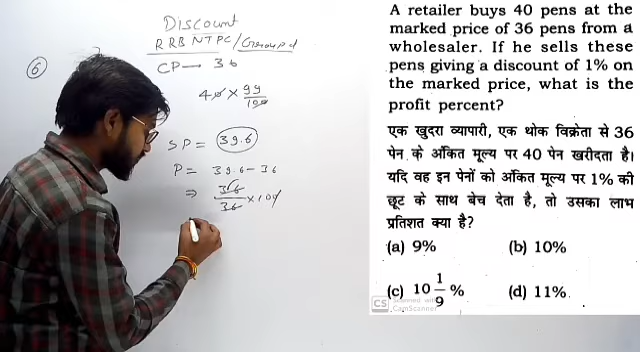 Discount
RRB NTPC/Group d
6
CP — 36
40 × 99/100
SP = 39.6
P = 39.6 - 36
⇒ 3.6/36 × 100
A retailer buys 40 pens at the
marked price of 36 pens from a
wholesaler. If he sells these
pens giving a discount of 1% on
the marked price, what is the
profit percent?
एक खुदरा व्यापारी, एक थोक विक्रेता से 36
पेन के अंकित मूल्य पर 40 पेन खरीदता है।
यदि वह इन पेनों को अंकित मूल्य पर 1% की
छूट के साथ बेच देता है, तो उसका लाभ
प्रतिशत क्या है?
(a) 9% (b) 10%
(c) 10 1/9 % (d) 11%
CS Scanned with
CamScanner